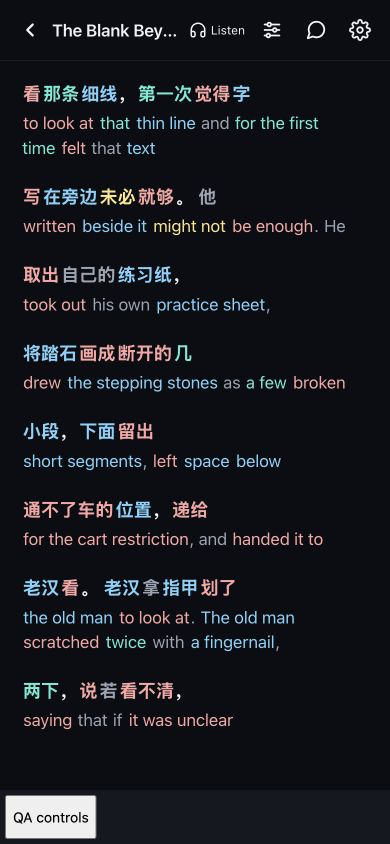 The Blank Bey...
Listen
看那条细线，第一次觉得字
to look at that thin line and for the first
time felt that text
写在旁边未必就够。他
written beside it might not be enough. He
取出自己的练习纸，
took out his own practice sheet,
将踏石画成断开的几
drew the stepping stones as a few broken
小段，下面留出
short segments, left space below
通不了车的位置，递给
for the cart restriction, and handed it to
老汉看。老汉拿指甲划了
the old man to look at. The old man
scratched twice with a fingernail,
两下，说若看不清，
saying that if it was unclear
QA controls